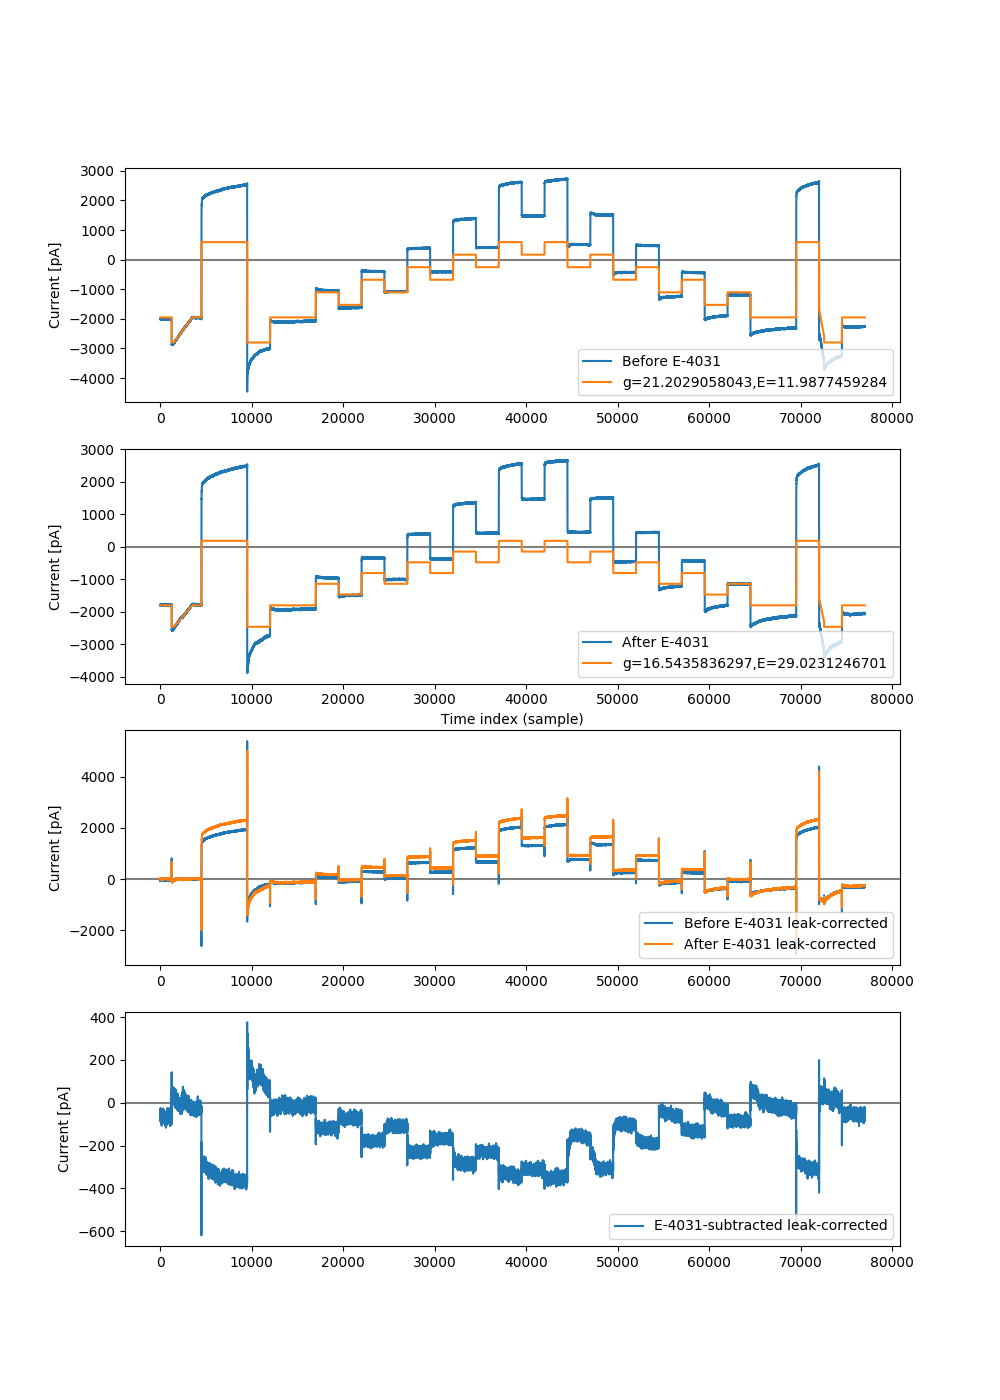 3000
2000
1000
0
−1000
−2000
−3000
−4000
Current [pA]
Before E-4031
g=21.2029058043,E=11.9877459284
0 10000 20000 30000 40000 50000 60000 70000 80000
3000
2000
1000
0
−1000
−2000
−3000
−4000
Current [pA]
After E-4031
g=16.5435836297,E=29.0231246701
0 10000 20000 30000 40000 50000 60000 70000 80000
Time index (sample)
4000
2000
0
−2000
Current [pA]
Before E-4031 leak-corrected
After E-4031 leak-corrected
0 10000 20000 30000 40000 50000 60000 70000 80000
400
200
0
−200
−400
−600
Current [pA]
E-4031-subtracted leak-corrected
0 10000 20000 30000 40000 50000 60000 70000 80000